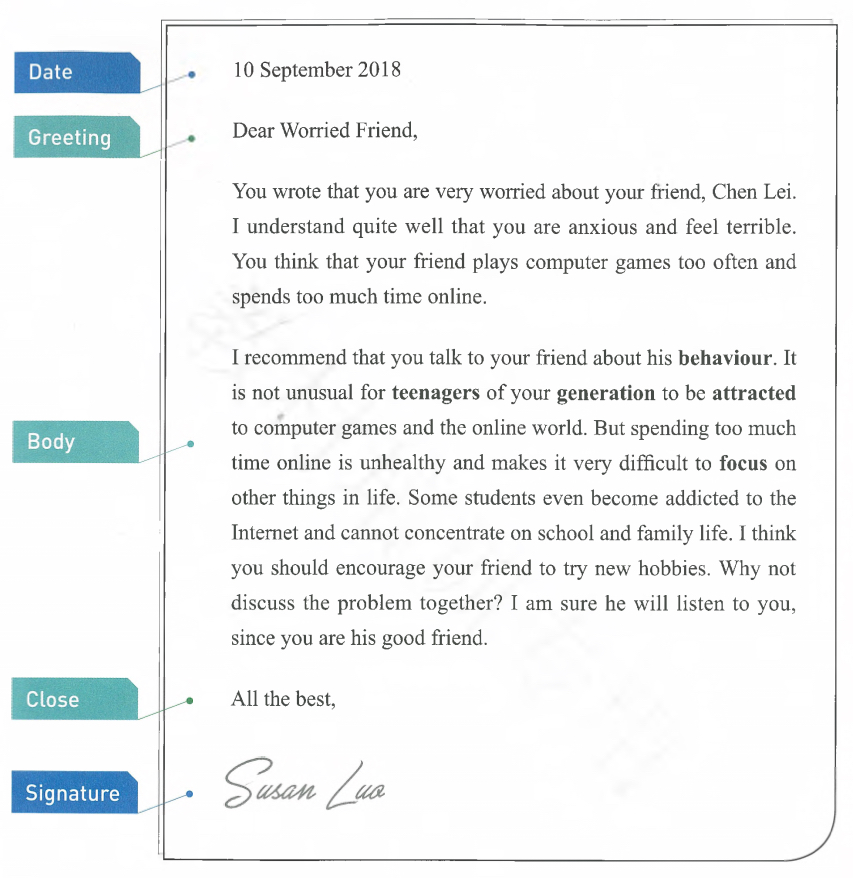 Date
10 September 2018
Greeting
Dear Worried Friend,
You wrote that you are very worried about your friend, Chen Lei.
I understand quite well that you are anxious and feel terrible.
You think that your friend plays computer games too often and
spends too much time online.
I recommend that you talk to your friend about his behaviour. It
is not unusual for teenagers of your generation to be attracted
Body
to computer games and the online world. But spending too much
time online is unhealthy and makes it very difficult to focus on
other things in life. Some students even become addicted to the
Internet and cannot concentrate on school and family life. I think
you should encourage your friend to try new hobbies. Why not
discuss the problem together? I am sure he will listen to you,
since you are his good friend.
Close
All the best,
Signature
Susan Luo